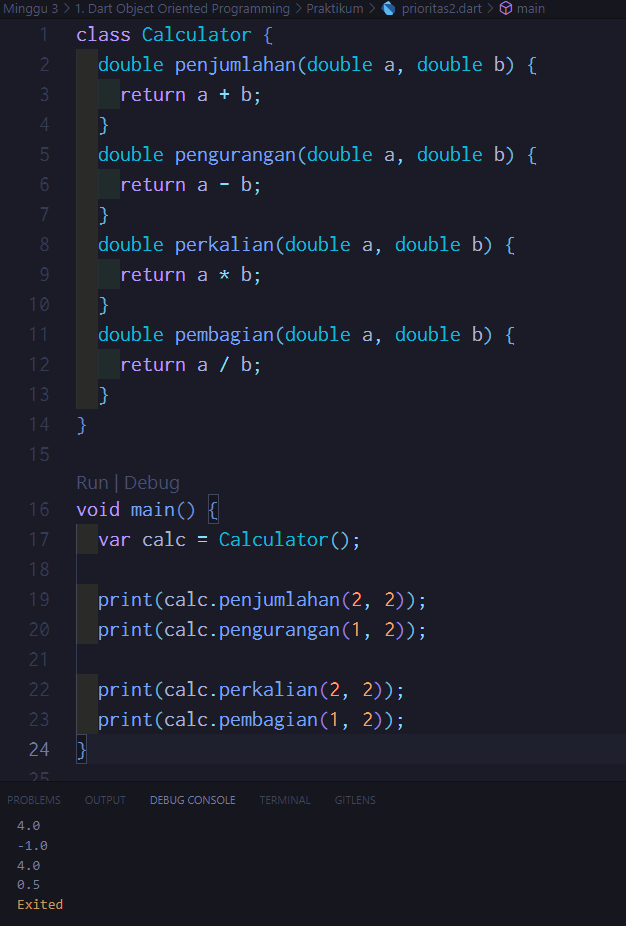 Minggu 3 > 1. Dart Object Oriented Programming > Praktikum > prioritas2.dart > main
1 class Calculator {
2   double penjumlahan(double a, double b) {
3     return a + b;
4   }
5   double pengurangan(double a, double b) {
6     return a - b;
7   }
8   double perkalian(double a, double b) {
9     return a * b;
10   }
11   double pembagian(double a, double b) {
12     return a / b;
13   }
14 }
15
Run | Debug
16 void main() {
17   var calc = Calculator();
18
19   print(calc.penjumlahan(2, 2));
20   print(calc.pengurangan(1, 2));
21
22   print(calc.perkalian(2, 2));
23   print(calc.pembagian(1, 2));
24 }
25
PROBLEMS OUTPUT DEBUG CONSOLE TERMINAL GITLENS
4.0
-1.0
4.0
0.5
Exited